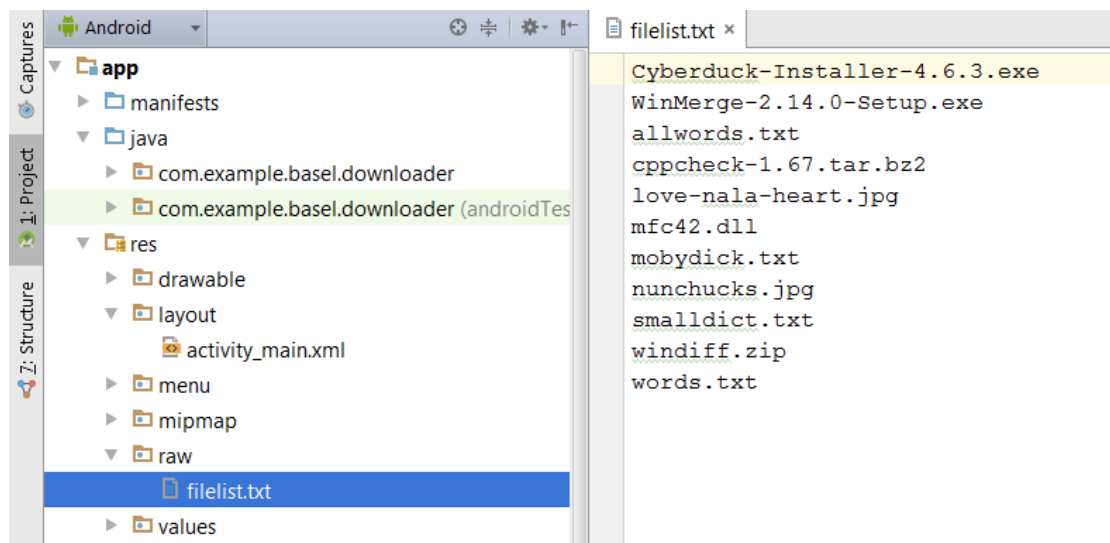 Captures
1: Project
7: Structure
Android
app
manifests
java
com.example.basel.downloader
com.example.basel.downloader (androidTes
res
drawable
layout
activity_main.xml
menu
mipmap
raw
filelist.txt
values
filelist.txt ×
Cyberduck-Installer-4.6.3.exe
WinMerge-2.14.0-Setup.exe
allwords.txt
cppcheck-1.67.tar.bz2
love-nala-heart.jpg
mfc42.dll
mobydick.txt
nunchucks.jpg
smalldict.txt
windiff.zip
words.txt